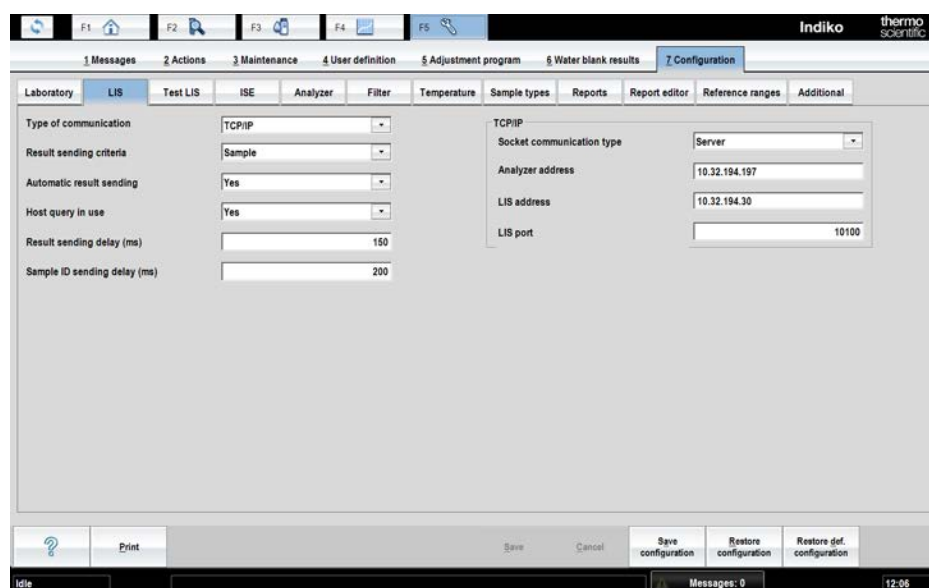 F1 F2 F3 F4 F5 Indiko thermo scientific
1 Messages 2 Actions 3 Maintenance 4 User definition 5 Adjustment program 6 Water blank results 7 Configuration
Laboratory LIS Test LIS ISE Analyzer Filter Temperature Sample types Reports Report editor Reference ranges Additional
Type of communication TCP/IP
Result sending criteria Sample
Automatic result sending Yes
Host query in use Yes
Result sending delay (ms) 150
Sample ID sending delay (ms) 200
TCP/IP
Socket communication type Server
Analyzer address 10.32.194.197
LIS address 10.32.194.30
LIS port 10100
Print Save Cancel Save configuration Restore configuration Restore def. configuration
Idle Messages: 0 12:06